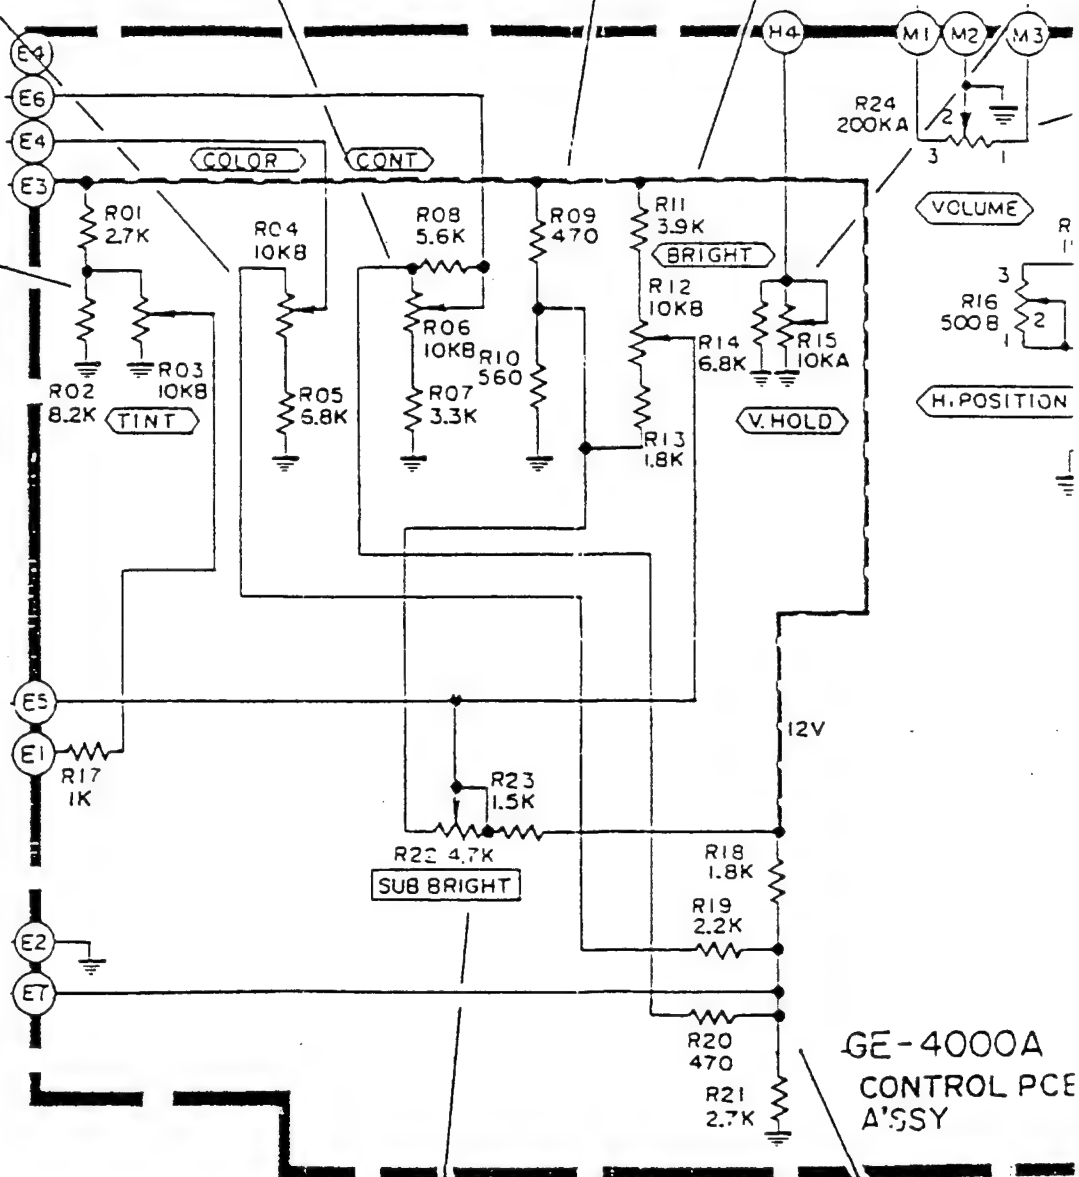 E4
H4
M1
M2
M3
E6
R24
200KA
2
3
1
E4
COLOR
CONT
E3
VOLUME
R01
2.7K
R04
10KB
R08
5.6K
R09
470
R11
3.9K
BRIGHT
R
3
R16
500B
2
1
R12
10KB
R06
10KB
R14
6.8K
R15
10KA
R10
560
R03
10KB
R02
8.2K
R05
6.8K
R07
3.3K
TINT
V. HOLD
H. POSITION
R13
1.8K
E5
12V
E1
R17
1K
R23
1.5K
R22 4.7K
SUB BRIGHT
R18
1.8K
R19
2.2K
E2
E7
R20
470
R21
2.7K
GE-4000A
CONTROL PCB
A'SSY